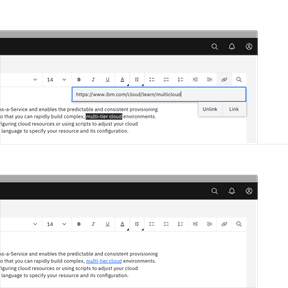 14 B I U A
https://www.ibm.com/cloud/learn/multicloud
s-a-Service and enables the predictable and consistent provisioning
o that you can rapidly build complex, multi-tier cloud environments,
figuring cloud resources or using scripts to adjust your cloud
language to specify your resource and its configuration.
Unlink Link
14 B I U A
s-a-Service and enables the predictable and consistent provisioning
o that you can rapidly build complex, multi-tier cloud environments,
figuring cloud resources or using scripts to adjust your cloud
language to specify your resource and its configuration.